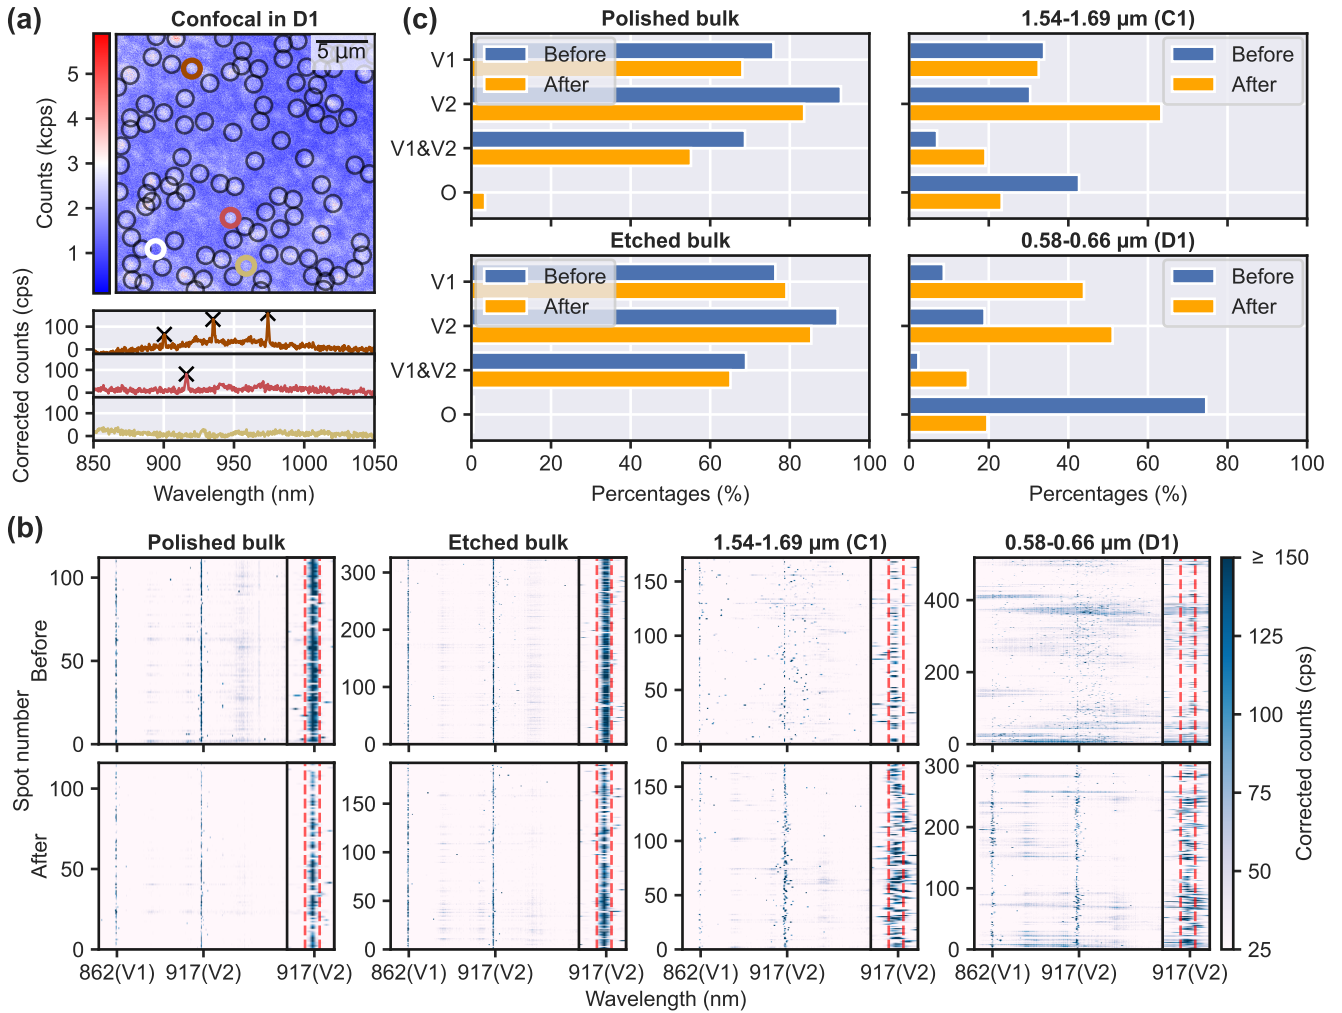 (a)
Confocal in D1
5 µm
Counts (kcps)
5
4
3
2
1
Corrected counts (cps)
100
0
100
0
100
0
850 900 950 1000 1050
Wavelength (nm)
(c)
Polished bulk
V1
V2
V1&V2
O
Before
After
1.54-1.69 µm (C1)
Before
After
Etched bulk
V1
V2
V1&V2
O
Before
After
0 20 40 60 80 100
Percentages (%)
0.58-0.66 µm (D1)
Before
After
0 20 40 60 80 100
Percentages (%)
(b)
Spot number
Before
After
Polished bulk
100
50
0
Etched bulk
300
200
100
0
1.54-1.69 µm (C1)
150
100
50
0
0.58-0.66 µm (D1)
400
200
0
100
50
0
150
100
50
0
150
100
50
0
300
200
100
0
862(V1) 917(V2) 917(V2)
862(V1) 917(V2) 917(V2)
862(V1) 917(V2) 917(V2)
862(V1) 917(V2) 917(V2)
Wavelength (nm)
≥ 150
125
100
75
50
25
Corrected counts (cps)